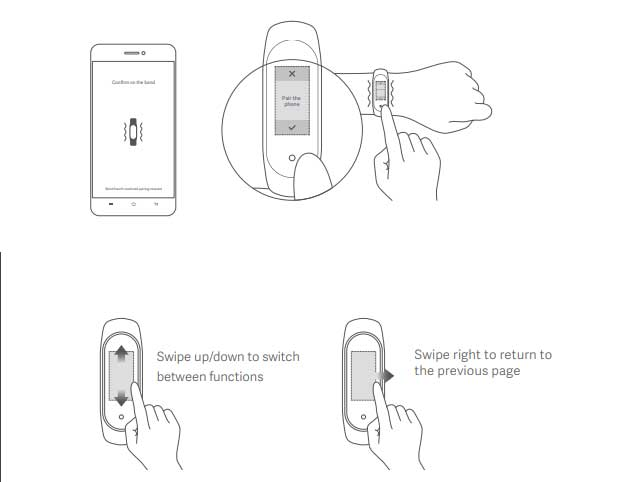 Confirm on the band
Pair the
phone
Swipe up/down to switch
between functions
Swipe right to return to
the previous page